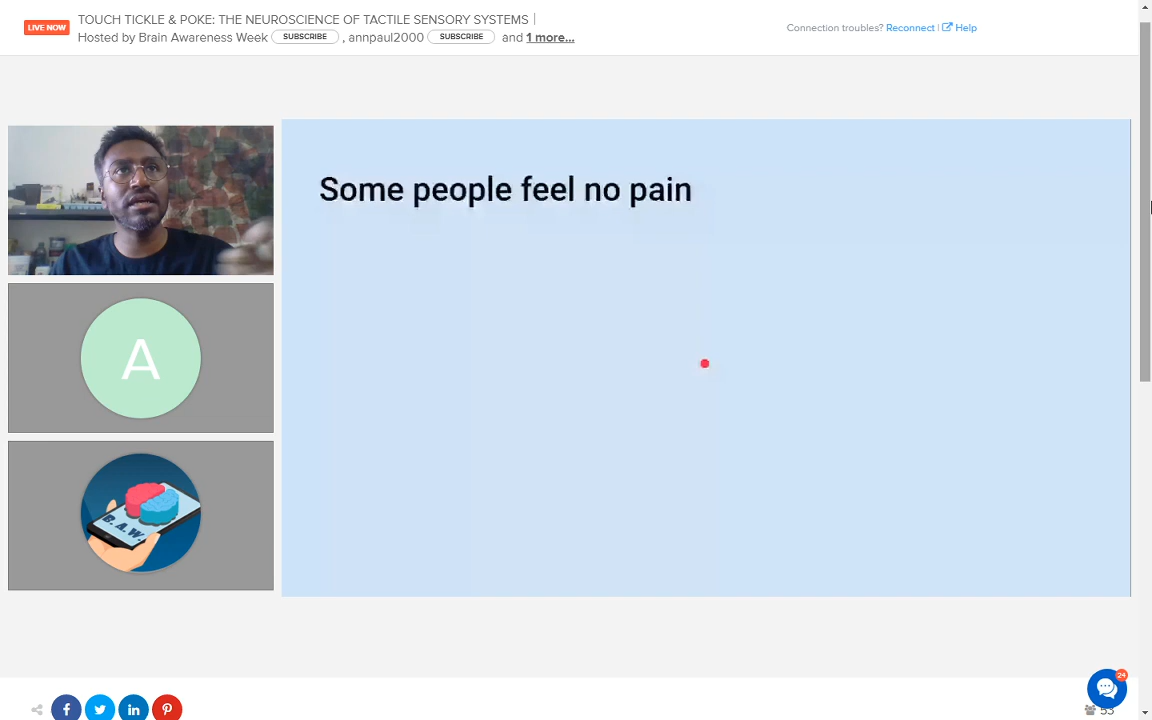 LIVE NOW
TOUCH TICKLE & POKE: THE NEUROSCIENCE OF TACTILE SENSORY SYSTEMS |
Hosted by Brain Awareness Week SUBSCRIBE , annpaul2000 SUBSCRIBE and 1 more...
Connection troubles? Reconnect | Help
Some people feel no pain
A
B.A.W.
24
53